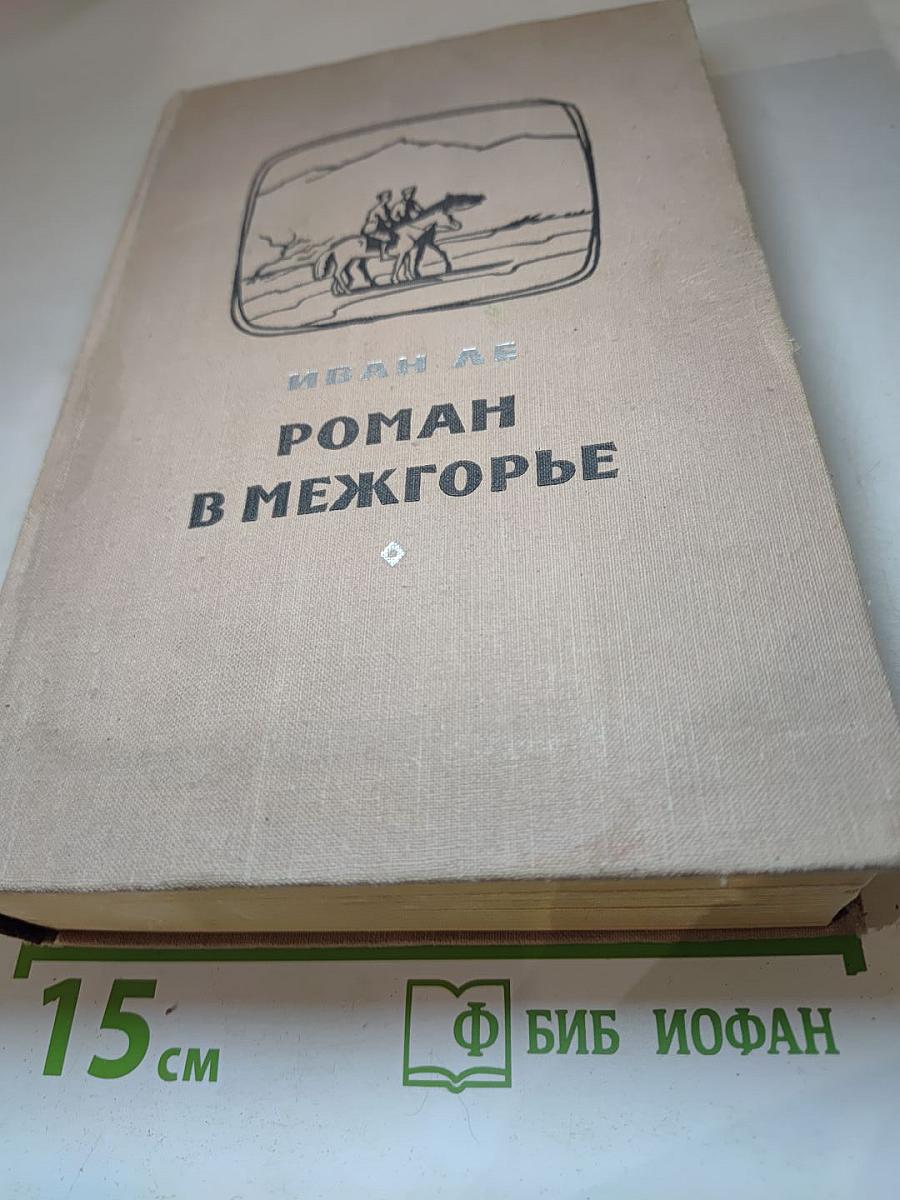 ИВАН ЛЕ
РОМАН
В МЕЖГОРЬЕ
15 см
Ф БИБ ИОФАН